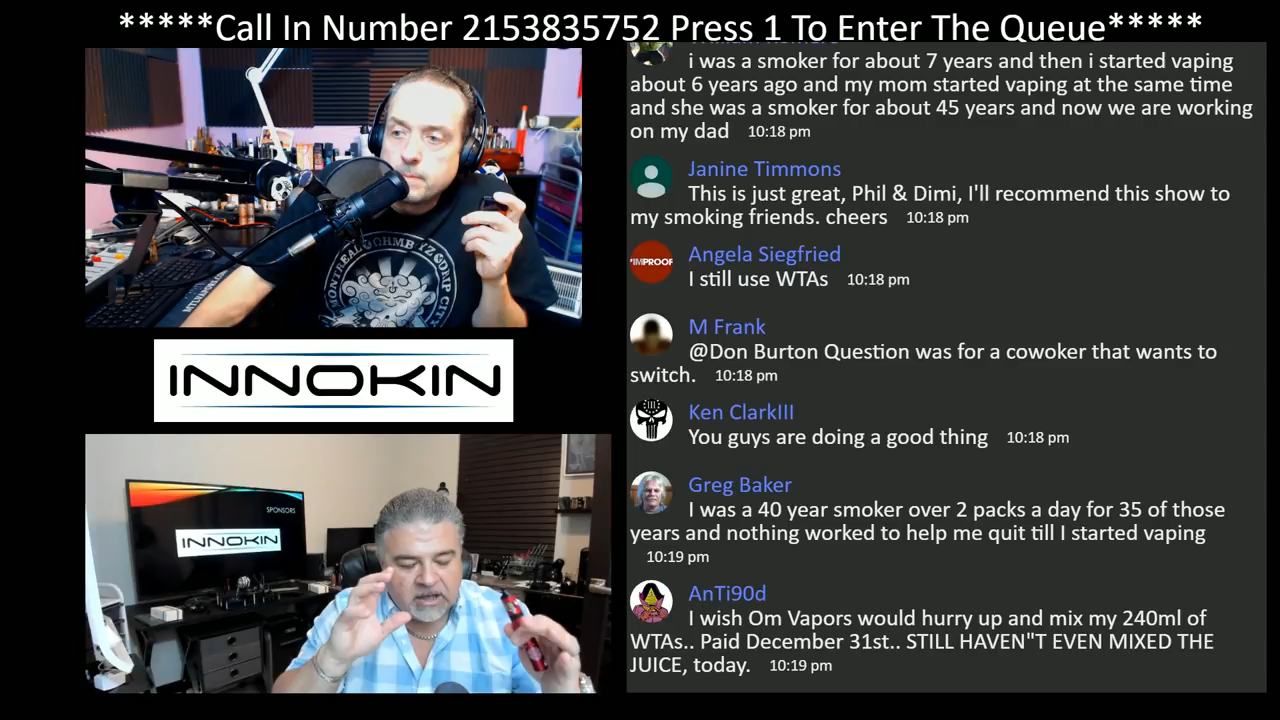 *****Call In Number 2153835752 Press 1 To Enter The Queue*****
i was a smoker for about 7 years and then i started vaping
about 6 years ago and my mom started vaping at the same time
and she was a smoker for about 45 years and now we are working
on my dad 10:18 pm
Janine Timmons
This is just great, Phil & Dimi, I'll recommend this show to
my smoking friends. cheers 10:18 pm
Angela Siegfried
I still use WTAs 10:18 pm
M Frank
@Don Burton Question was for a cowoker that wants to
switch. 10:18 pm
Ken ClarkIII
You guys are doing a good thing 10:18 pm
Greg Baker
I was a 40 year smoker over 2 packs a day for 35 of those
years and nothing worked to help me quit till I started vaping
10:19 pm
AnTi90d
I wish Om Vapors would hurry up and mix my 240ml of
WTAs.. Paid December 31st.. STILL HAVEN"T EVEN MIXED THE
JUICE, today. 10:19 pm
MONTREAL
DRIP CITY
INNOKIN
SPONSORS
INNOKIN